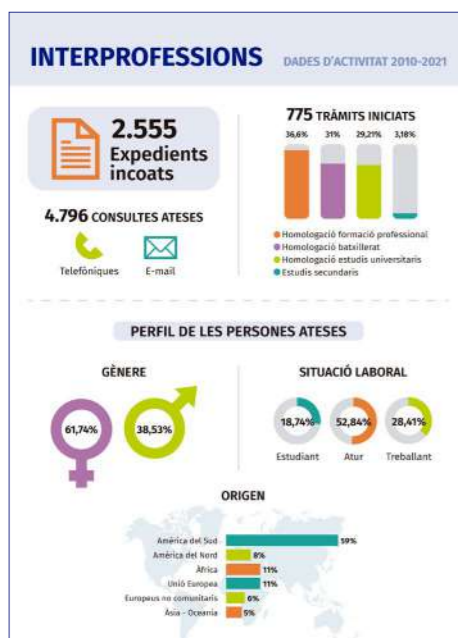 INTERPROFESSIONS DADES D'ACTIVITAT 2010-2021
2.555
Expedients
incoats
4.796 CONSULTES ATESES
Telefòniques E-mail
775 TRÀMITS INICIATS
36,6% 31% 29,21% 3,18%
Homologació formació professional
Homologació batxillerat
Homologació estudis universitaris
Estudis secundaris
PERFIL DE LES PERSONES ATESES
GÈNERE
61,74% 38,53%
SITUACIÓ LABORAL
18,74% 52,84% 28,41%
Estudiant Atur Treballant
ORIGEN
Amèrica del Sud 59%
Amèrica del Nord 8%
Àfrica 11%
Unió Europea 11%
Europeus no comunitaris 6%
Àsia - Oceania 5%